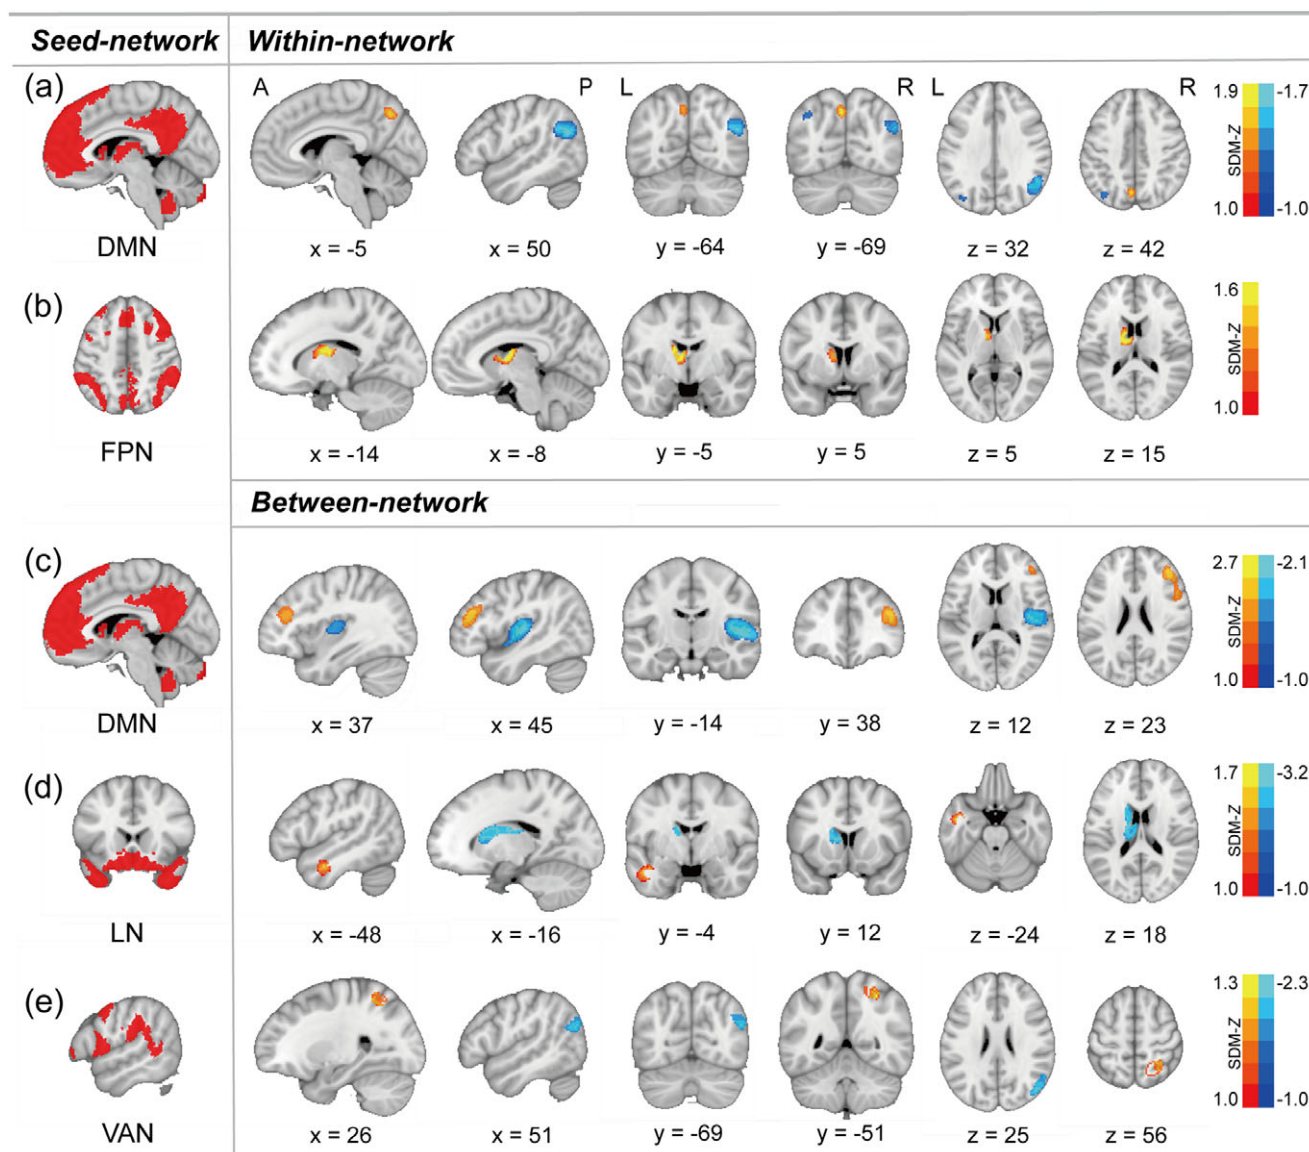 Seed-network Within-network
(a) A P L R L R 1.9 -1.7
SDM-Z
1.0 -1.0
DMN x = -5 x = 50 y = -64 y = -69 z = 32 z = 42
(b) 1.6
SDM-Z
1.0
FPN x = -14 x = -8 y = -5 y = 5 z = 5 z = 15
Between-network
(c) 2.7 -2.1
SDM-Z
1.0 -1.0
DMN x = 37 x = 45 y = -14 y = 38 z = 12 z = 23
(d) 1.7 -3.2
SDM-Z
1.0 -1.0
LN x = -48 x = -16 y = -4 y = 12 z = -24 z = 18
(e) 1.3 -2.3
SDM-Z
1.0 -1.0
VAN x = 26 x = 51 y = -69 y = -51 z = 25 z = 56